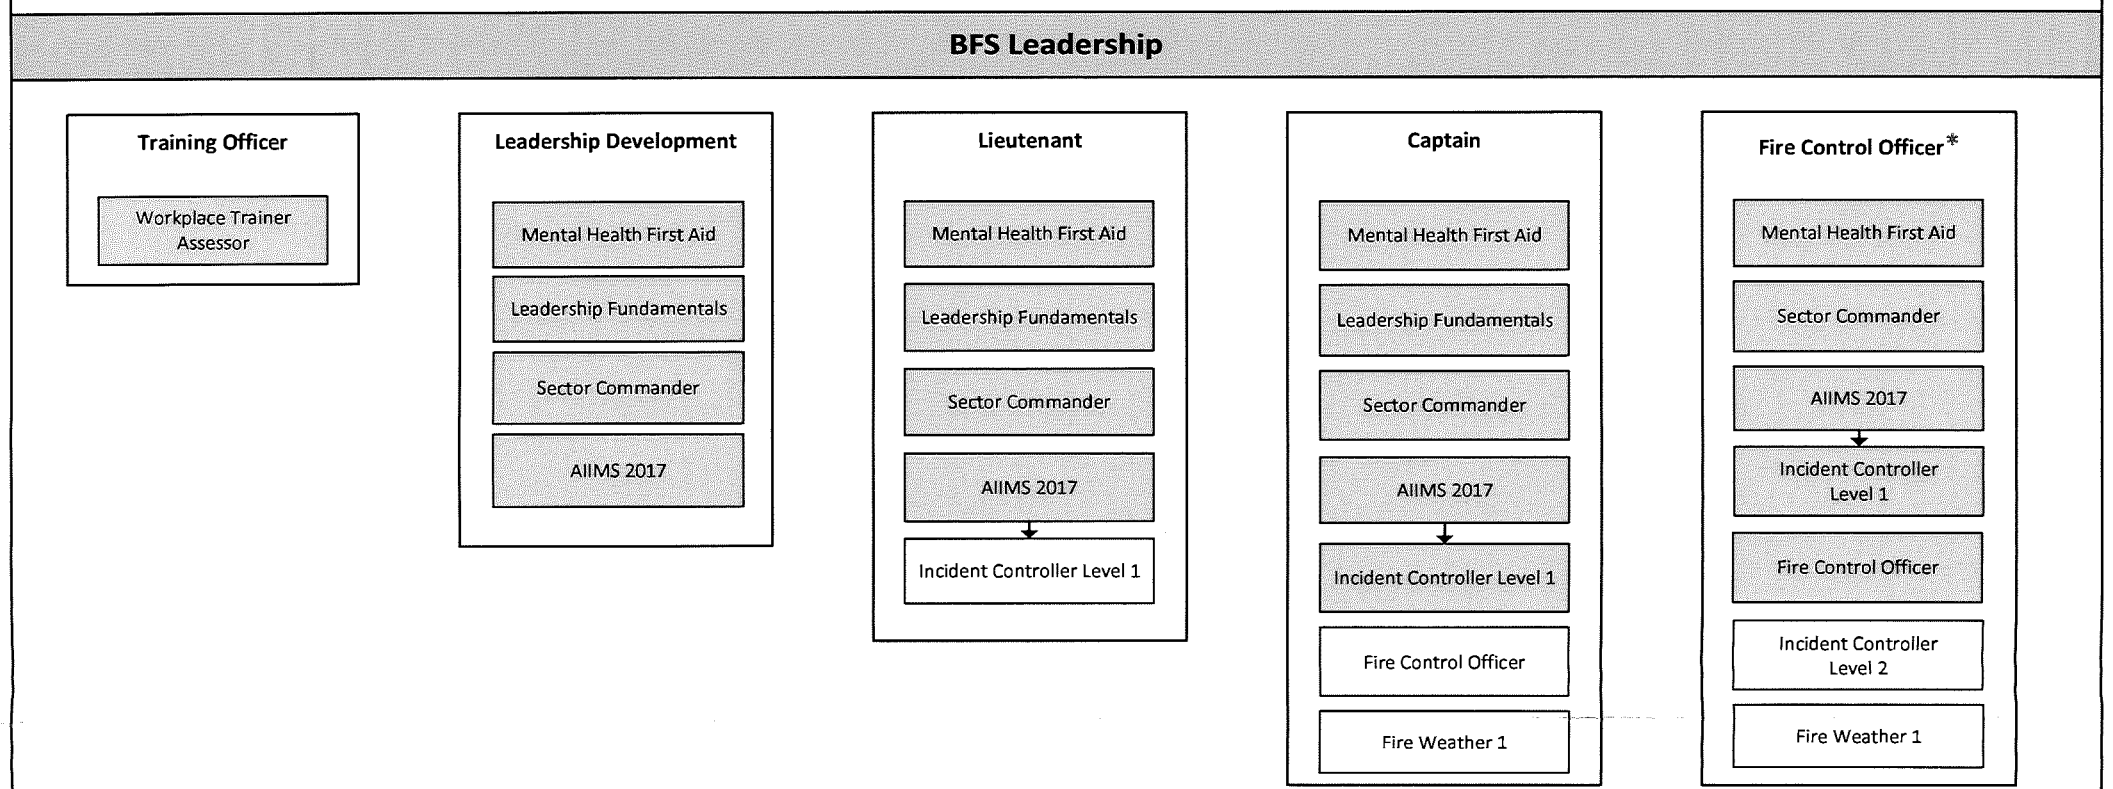 BFS Leadership
Training Officer
Workplace Trainer
Assessor
Leadership Development
Mental Health First Aid
Leadership Fundamentals
Sector Commander
AIIMS 2017
Lieutenant
Mental Health First Aid
Leadership Fundamentals
Sector Commander
AIIMS 2017
Incident Controller Level 1
Captain
Mental Health First Aid
Leadership Fundamentals
Sector Commander
AIIMS 2017
Incident Controller Level 1
Fire Control Officer
Fire Weather 1
Fire Control Officer*
Mental Health First Aid
Sector Commander
AIIMS 2017
Incident Controller
Level 1
Fire Control Officer
Incident Controller
Level 2
Fire Weather 1